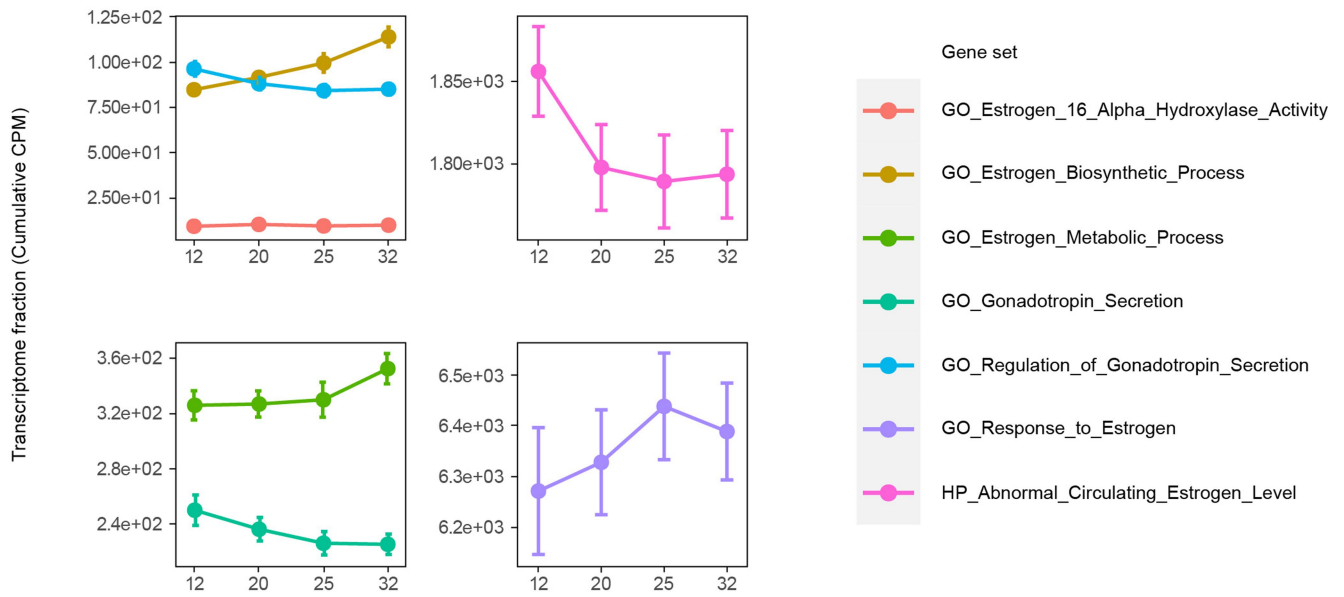 Transcriptome fraction (Cumulative CPM)
1.25e+02
1.00e+02
7.50e+01
5.00e+01
2.50e+01
12 20 25 32
1.85e+03
1.80e+03
12 20 25 32
3.6e+02
3.2e+02
2.8e+02
2.4e+02
12 20 25 32
6.5e+03
6.4e+03
6.3e+03
6.2e+03
12 20 25 32
Gene set
GO_Estrogen_16_Alpha_Hydroxylase_Activity
GO_Estrogen_Biosynthetic_Process
GO_Estrogen_Metabolic_Process
GO_Gonadotropin_Secretion
GO_Regulation_of_Gonadotropin_Secretion
GO_Response_to_Estrogen
HP_Abnormal_Circulating_Estrogen_Level